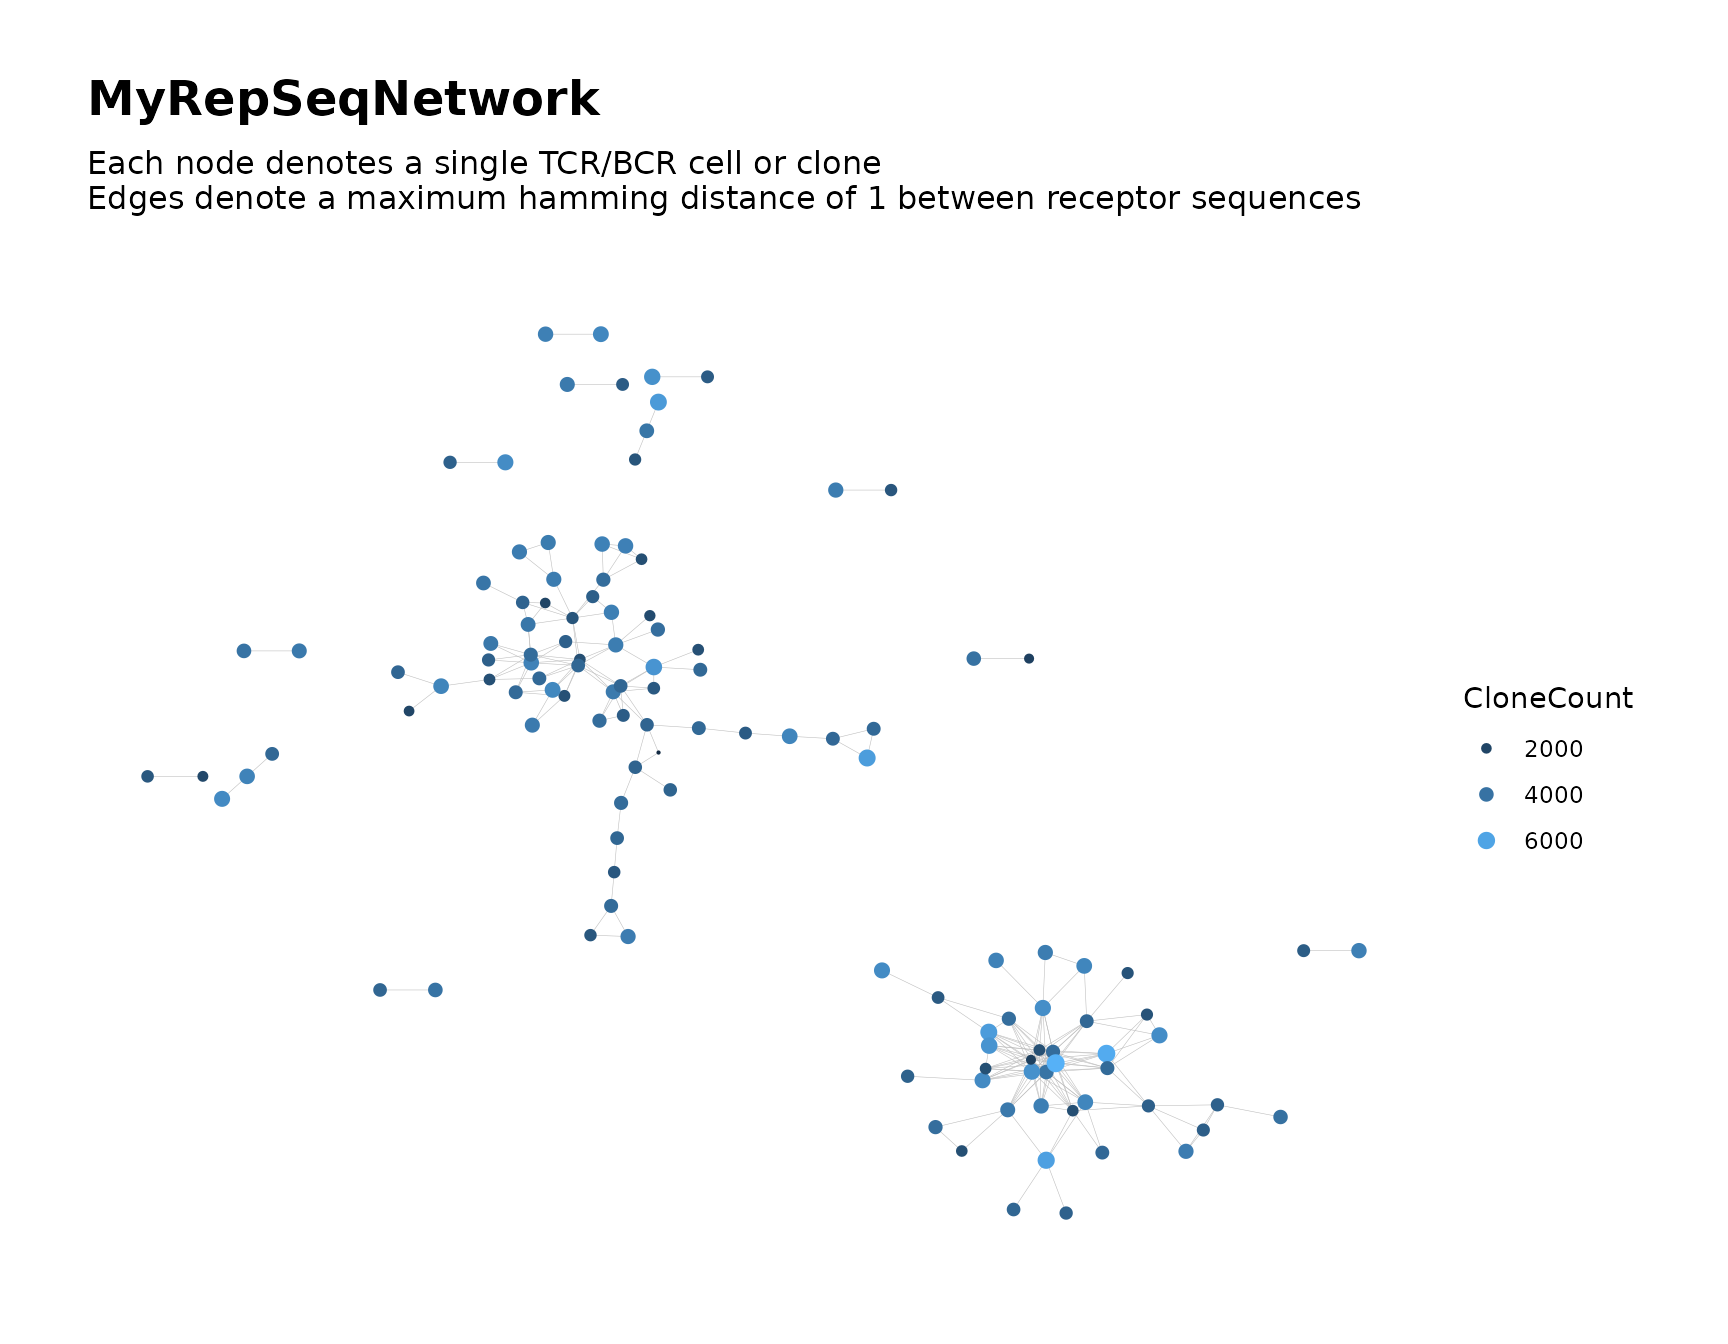 MyRepSeqNetwork
Each node denotes a single TCR/BCR cell or clone
Edges denote a maximum hamming distance of 1 between receptor sequences
CloneCount
2000
4000
6000